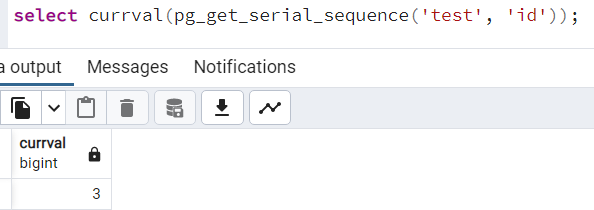 select currval(pg_get_serial_sequence('test', 'id'));
a output Messages Notifications
currval
bigint
3